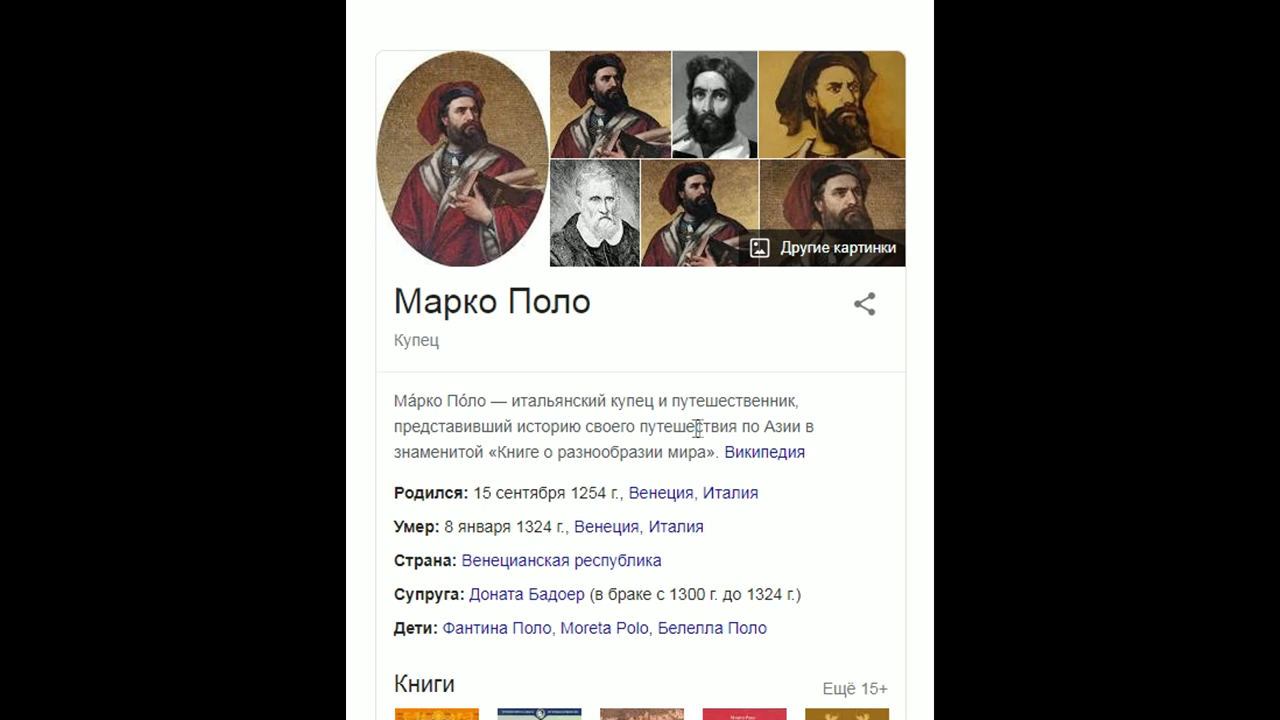 Другие картинки
Марко Поло
Купец
Ма́рко По́ло — итальянский купец и путешественник,
представивший историю своего путешествия по Азии в
знаменитой «Книге о разнообразии мира». Википедия
Родился: 15 сентября 1254 г., Венеция, Италия
Умер: 8 января 1324 г., Венеция, Италия
Страна: Венецианская республика
Супруга: Доната Бадоер (в браке с 1300 г. до 1324 г.)
Дети: Фантина Поло, Moreta Polo, Белелла Поло
Книги
Ещё 15+